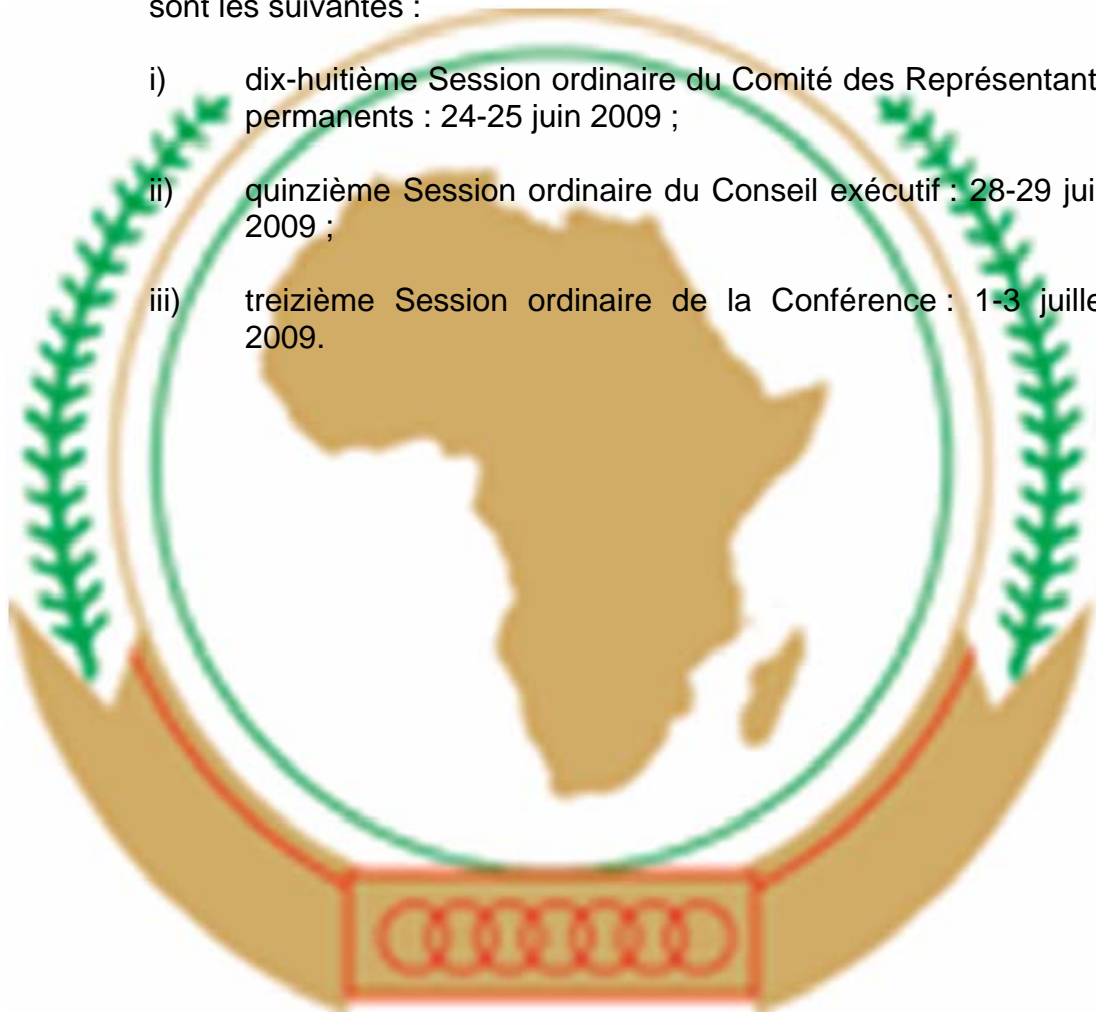 sont les suivantes :
i) dix-huitième Session ordinaire du Comité des Représentant
permanents : 24-25 juin 2009 ;
ii) quinzième Session ordinaire du Conseil exécutif : 28-29 jui
2009 ;
iii) treizième Session ordinaire de la Conférence : 1-3 juille
2009.